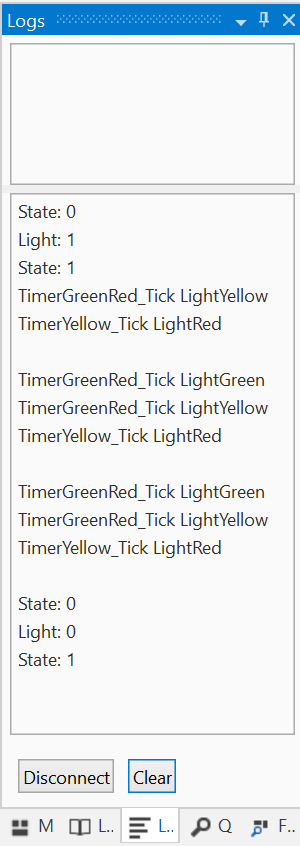 Logs
State: 0
Light: 1
State: 1
TimerGreenRed_Tick LightYellow
TimerYellow_Tick LightRed
TimerGreenRed_Tick LightGreen
TimerGreenRed_Tick LightYellow
TimerYellow_Tick LightRed
TimerGreenRed_Tick LightGreen
TimerGreenRed_Tick LightYellow
TimerYellow_Tick LightRed
State: 0
Light: 0
State: 1
Disconnect Clear
M L.. L.. Q F..